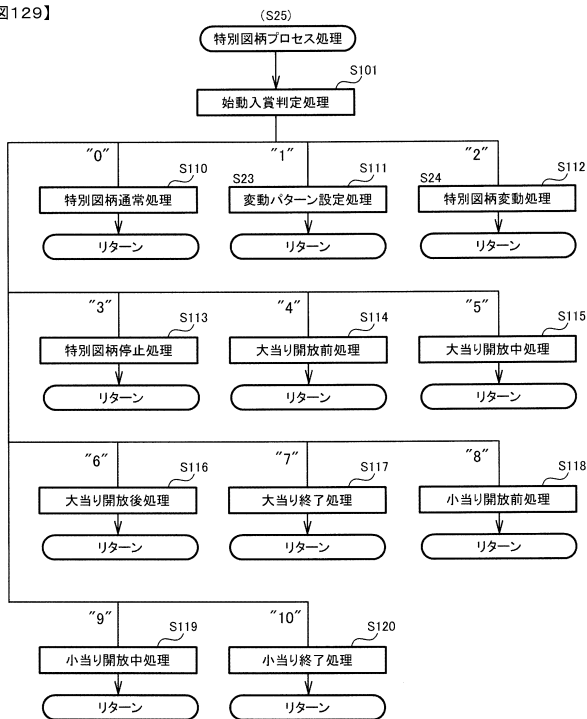 図129】
(S25)
特別図柄プロセス処理
S101
始動入賞判定処理
"0" "1" "2"
S110 S23 S111 S24 S112
特別図柄通常処理 変動パターン設定処理 特別図柄変動処理
リターン リターン リターン
"3" "4" "5"
S113 S114 S115
特別図柄停止処理 大当り開放前処理 大当り開放中処理
リターン リターン リターン
"6" "7" "8"
S116 S117 S118
大当り開放後処理 大当り終了処理 小当り開放前処理
リターン リターン リターン
"9" "10"
S119 S120
小当り開放中処理 小当り終了処理
リターン リターン